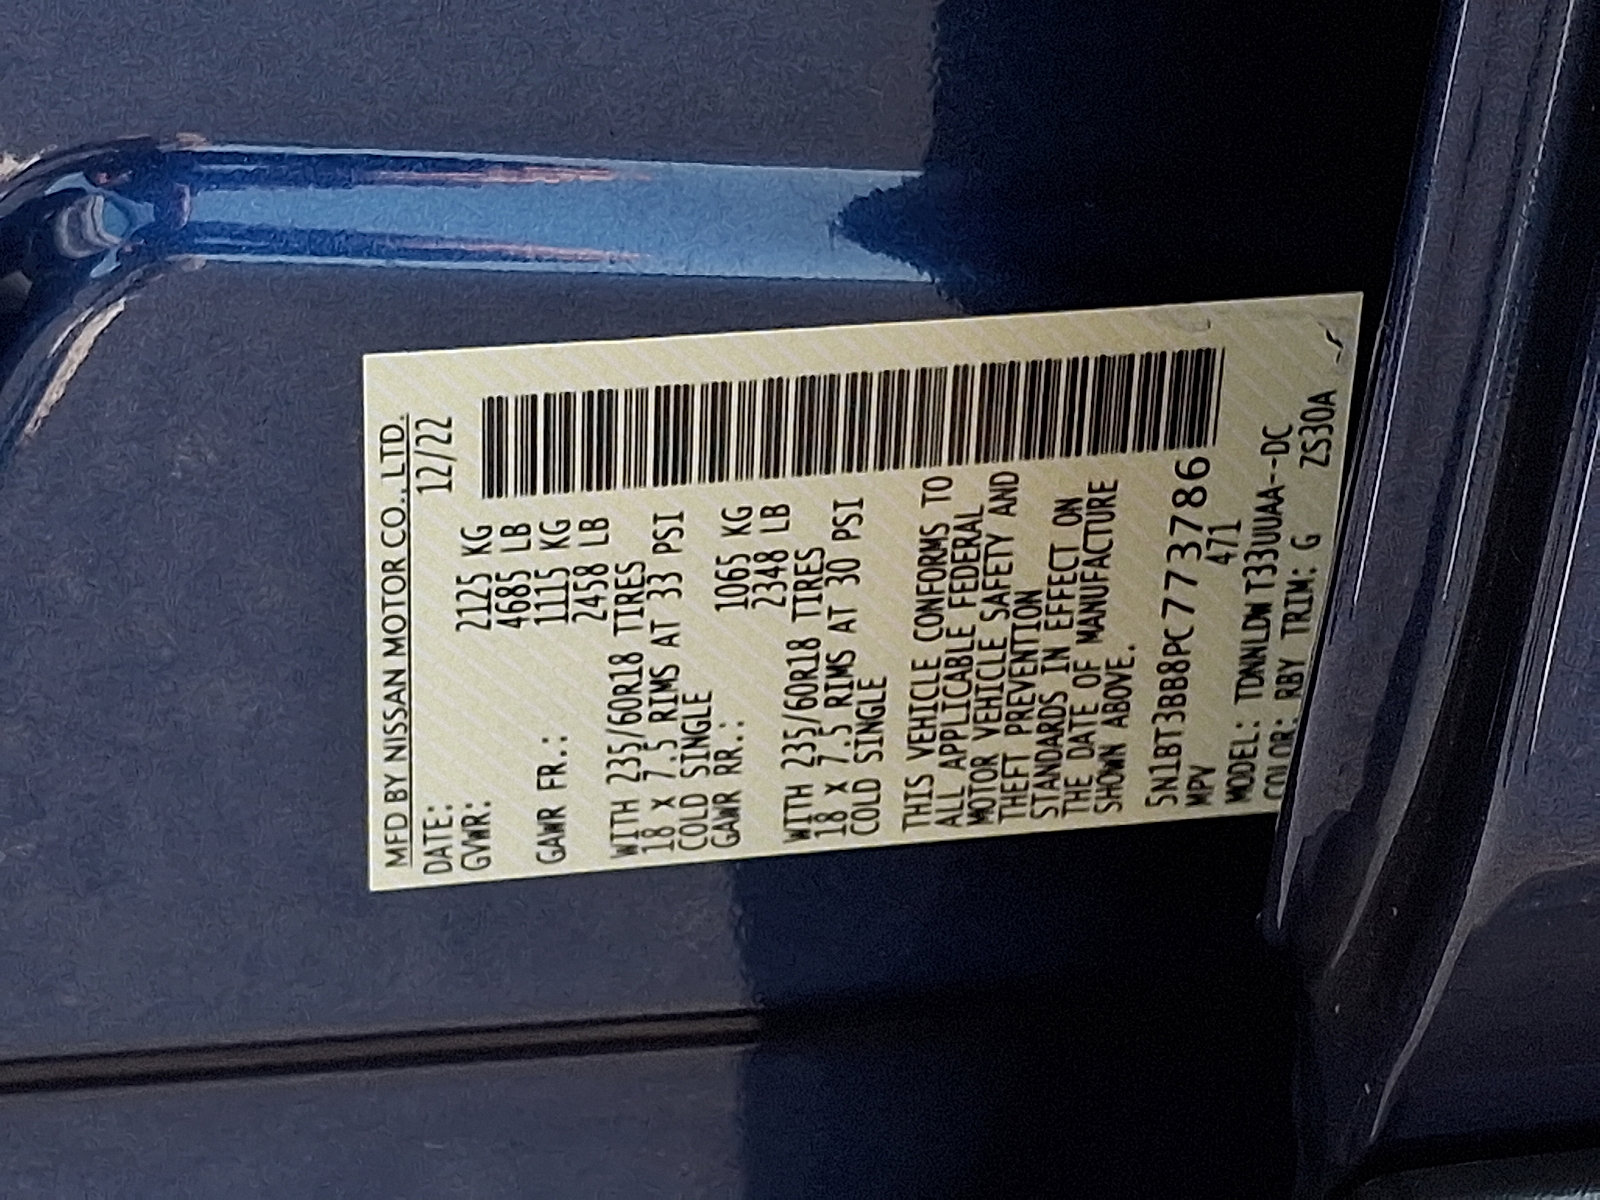 MFD BY NISSAN MOTOR CO., LTD.
DATE: 12/22
GVWR: 2125 KG
4685 LB
GAWR FR.: 1115 KG
2458 LB
WITH 235/60R18 TIRES
18 X 7.5 RIMS AT 33 PSI
COLD SINGLE
GAWR RR.: 1065 KG
2348 LB
WITH 235/60R18 TIRES
18 X 7.5 RIMS AT 30 PSI
COLD SINGLE
THIS VEHICLE CONFORMS TO
ALL APPLICABLE FEDERAL
MOTOR VEHICLE SAFETY AND
THEFT PREVENTION
STANDARDS IN EFFECT ON
THE DATE OF MANUFACTURE
SHOWN ABOVE.
5N1BT3BB8PC773786
MPV 471
MODEL: TDNNLDWT33UUAA--DC
COLOR: RBY TRIM: G ZS30A